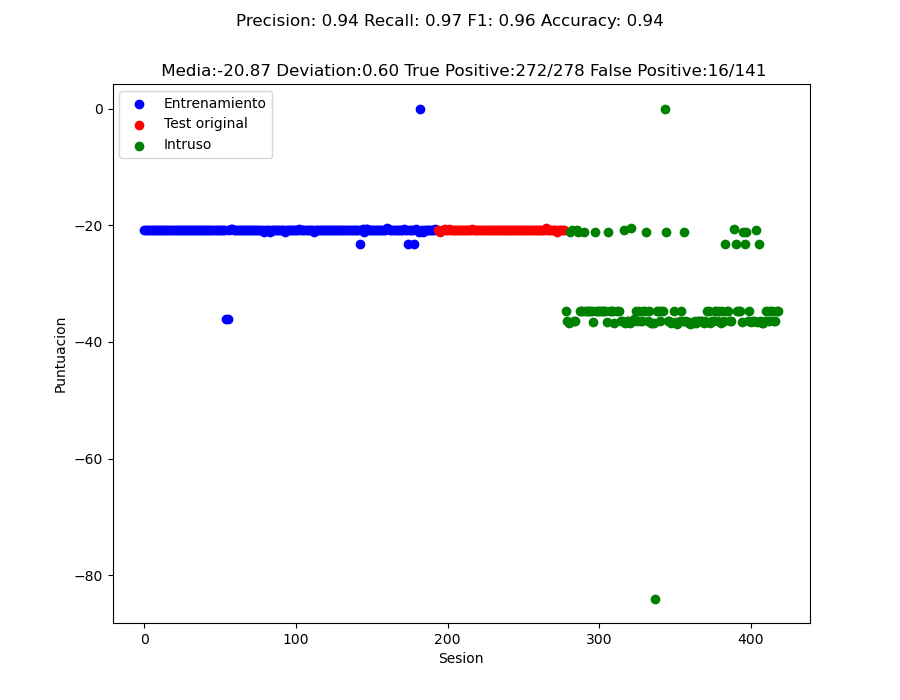 Precision: 0.94 Recall: 0.97 F1: 0.96 Accuracy: 0.94
Media:-20.87 Deviation:0.60 True Positive:272/278 False Positive:16/141
Entrenamiento
Test original
Intruso
0
−20
−40
−60
−80
Puntuacion
0 100 200 300 400
Sesion